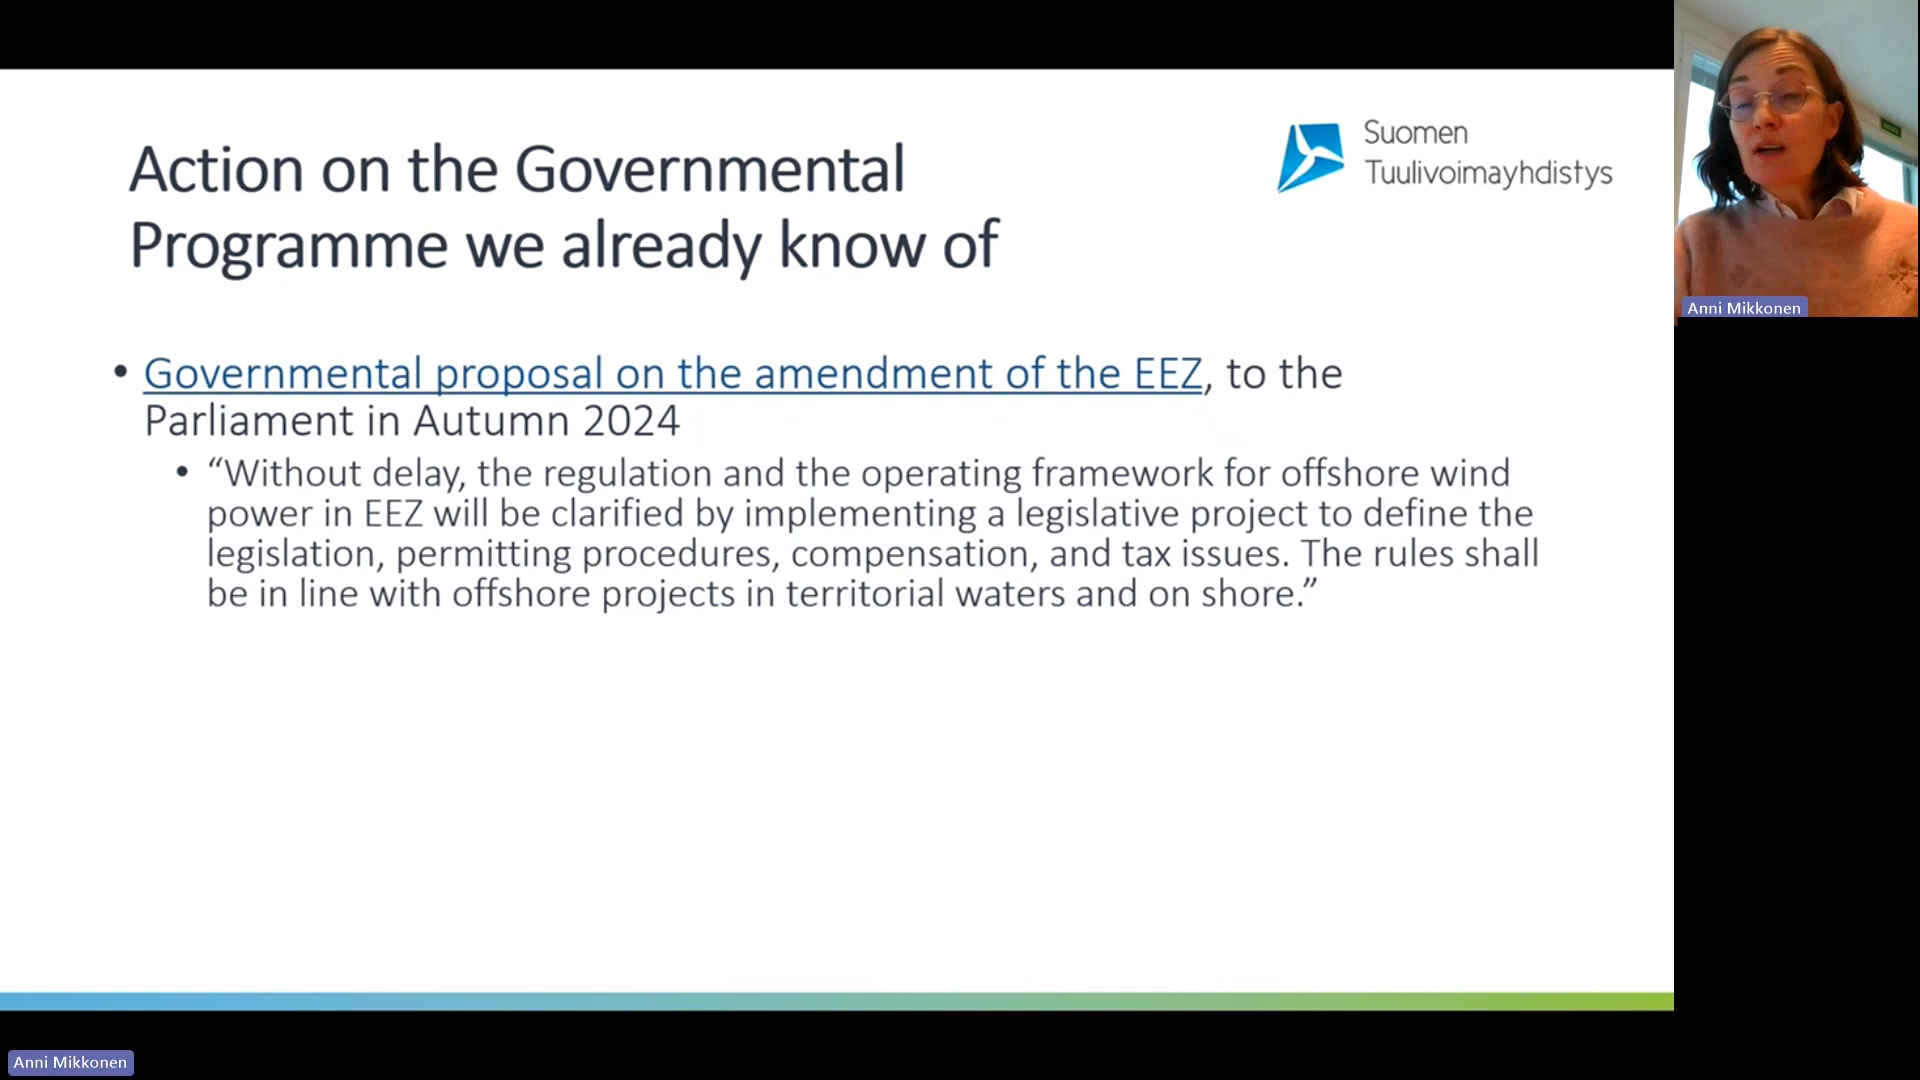 Action on the Governmental
Programme we already know of
Suomen
Tuulivoimayhdistys
• Governmental proposal on the amendment of the EEZ, to the
Parliament in Autumn 2024
• “Without delay, the regulation and the operating framework for offshore wind
power in EEZ will be clarified by implementing a legislative project to define the
legislation, permitting procedures, compensation, and tax issues. The rules shall
be in line with offshore projects in territorial waters and on shore.”
Anni Mikkonen
Anni Mikkonen